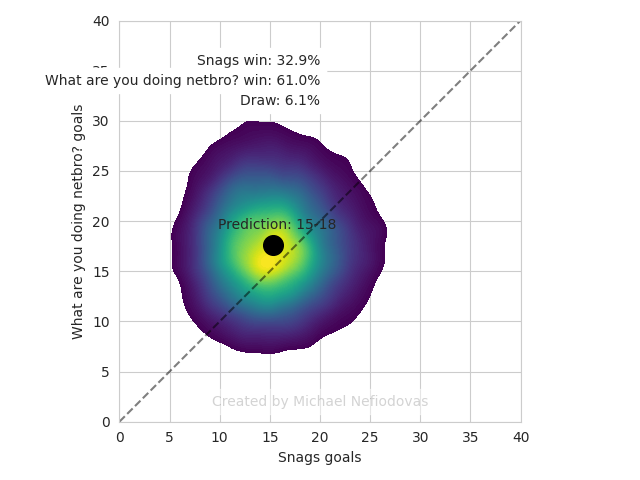 40
35
30
25
20
15
10
5
0
What are you doing netbro? goals
Snags win: 32.9%
What are you doing netbro? win: 61.0%
Draw: 6.1%
Prediction: 15-18
Created by Michael Nefiodovas
0 5 10 15 20 25 30 35 40
Snags goals